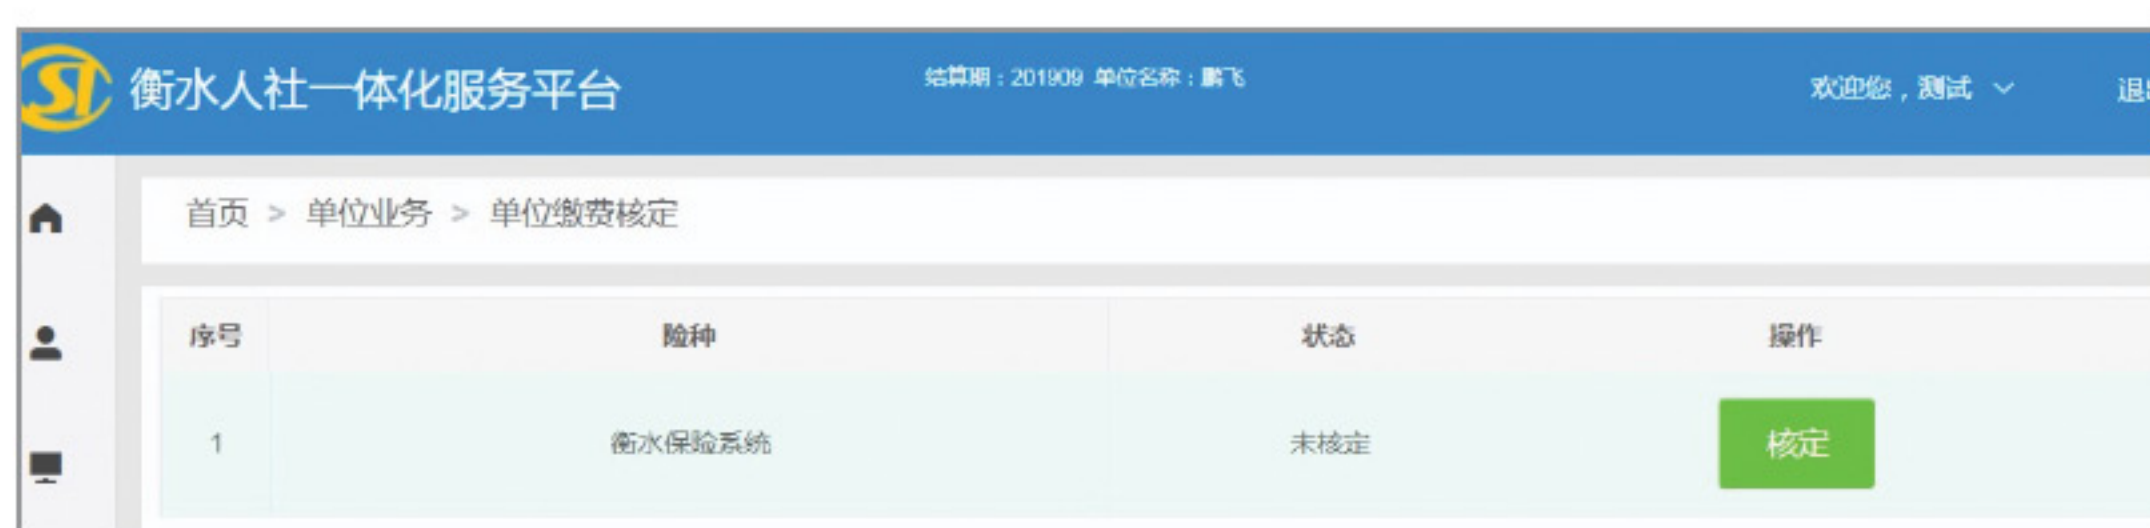 衡水人社一体化服务平台 结算期：201909 单位名称：鹏飞 欢迎您，测试 退
首页 > 单位业务 > 单位缴费核定
序号 险种 状态 操作
1 衡水保险系统 未核定 核定